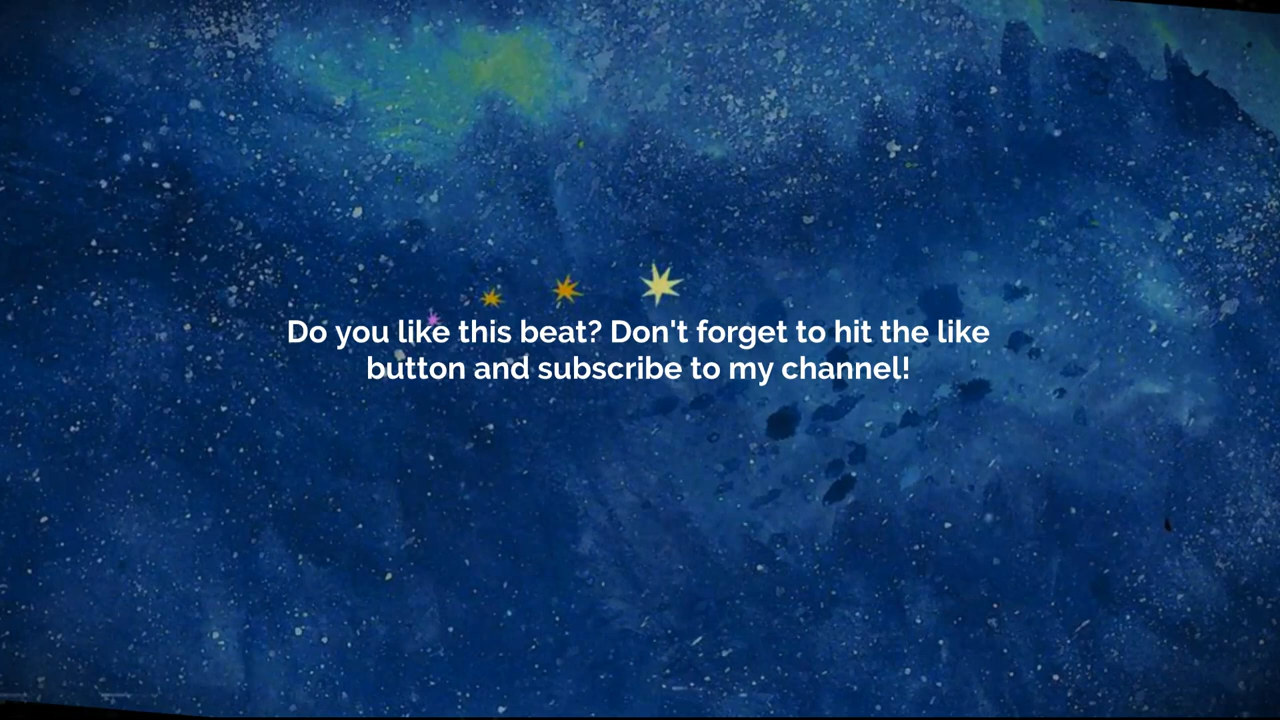 Do you like this beat? Don't forget to hit the like
button and subscribe to my channel!